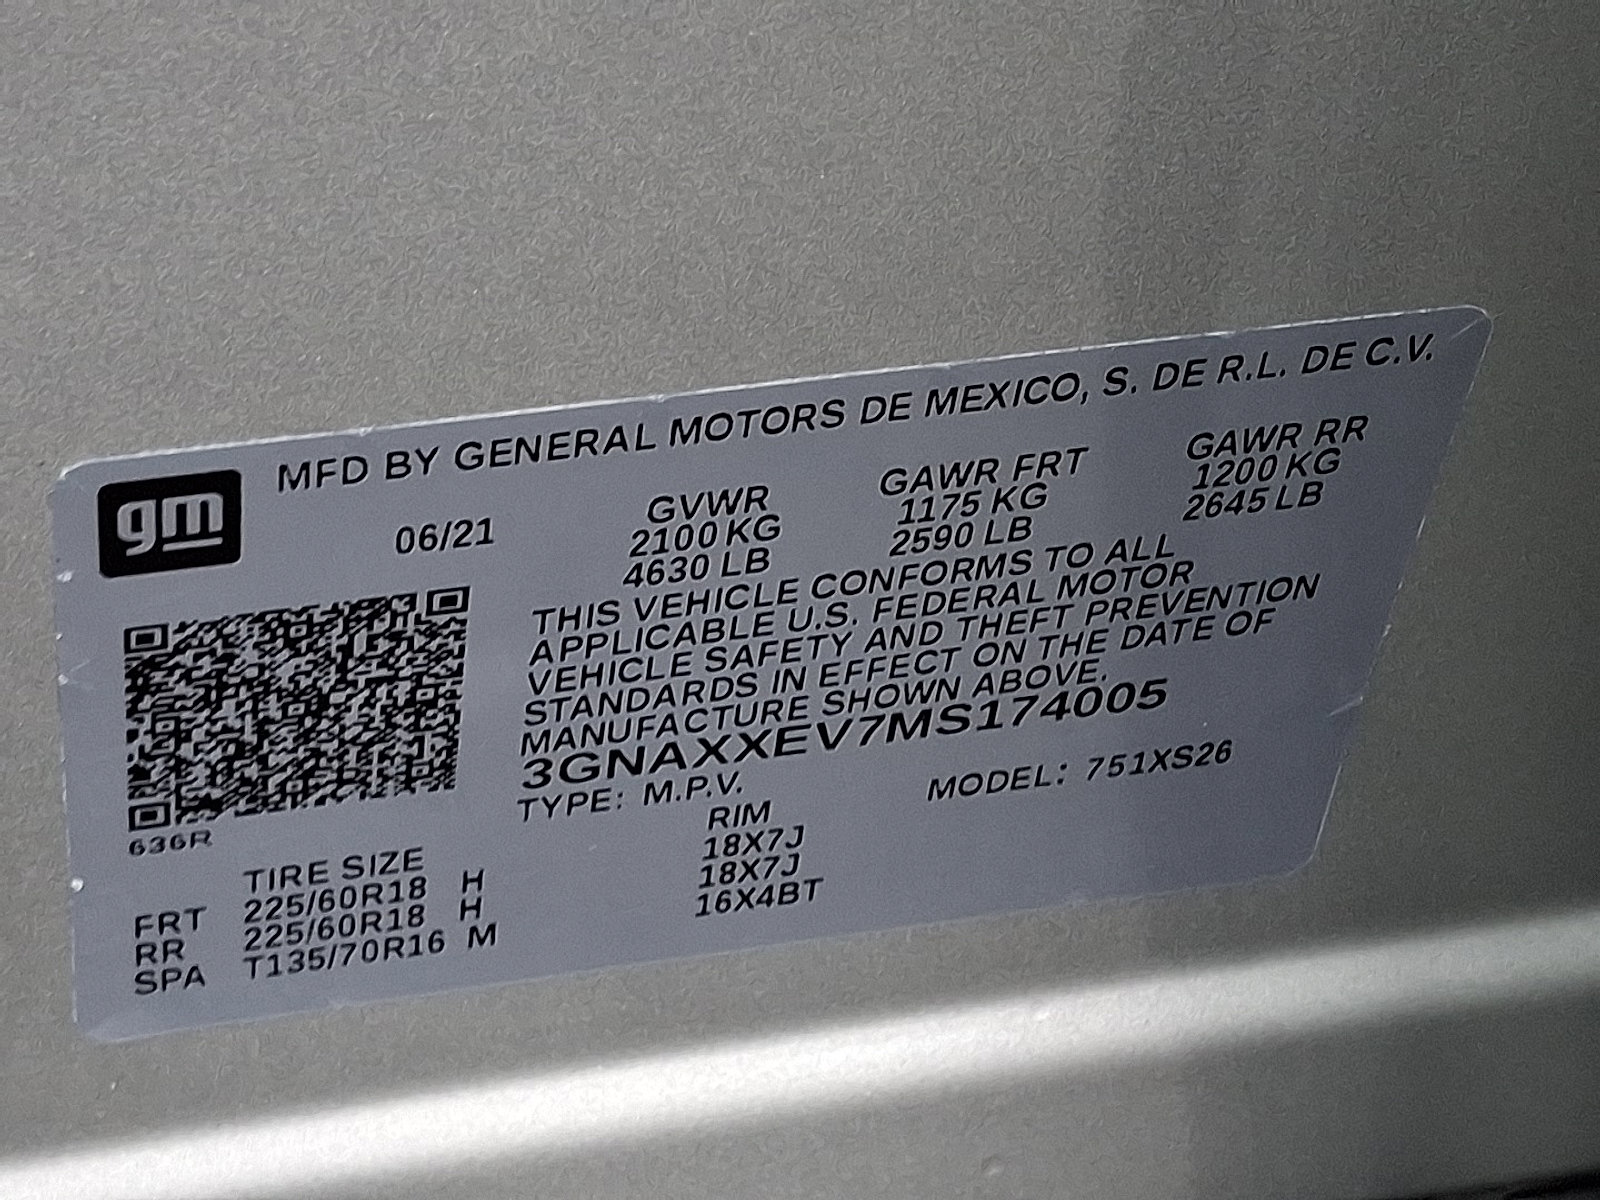 gm
MFD BY GENERAL MOTORS DE MEXICO, S. DE R.L. DE C.V.
06/21
GVWR GAWR FRT GAWR RR
2100 KG 1175 KG 1200 KG
4630 LB 2590 LB 2645 LB
THIS VEHICLE CONFORMS TO ALL
APPLICABLE U.S. FEDERAL MOTOR
VEHICLE SAFETY AND THEFT PREVENTION
STANDARDS IN EFFECT ON THE DATE OF
MANUFACTURE SHOWN ABOVE.
3GNAXXEV7MS174005
TYPE: M.P.V. MODEL: 751XS26
636R
TIRE SIZE RIM
FRT 225/60R18 H 18X7J
RR 225/60R18 H 18X7J
SPA T135/70R16 M 16X4BT